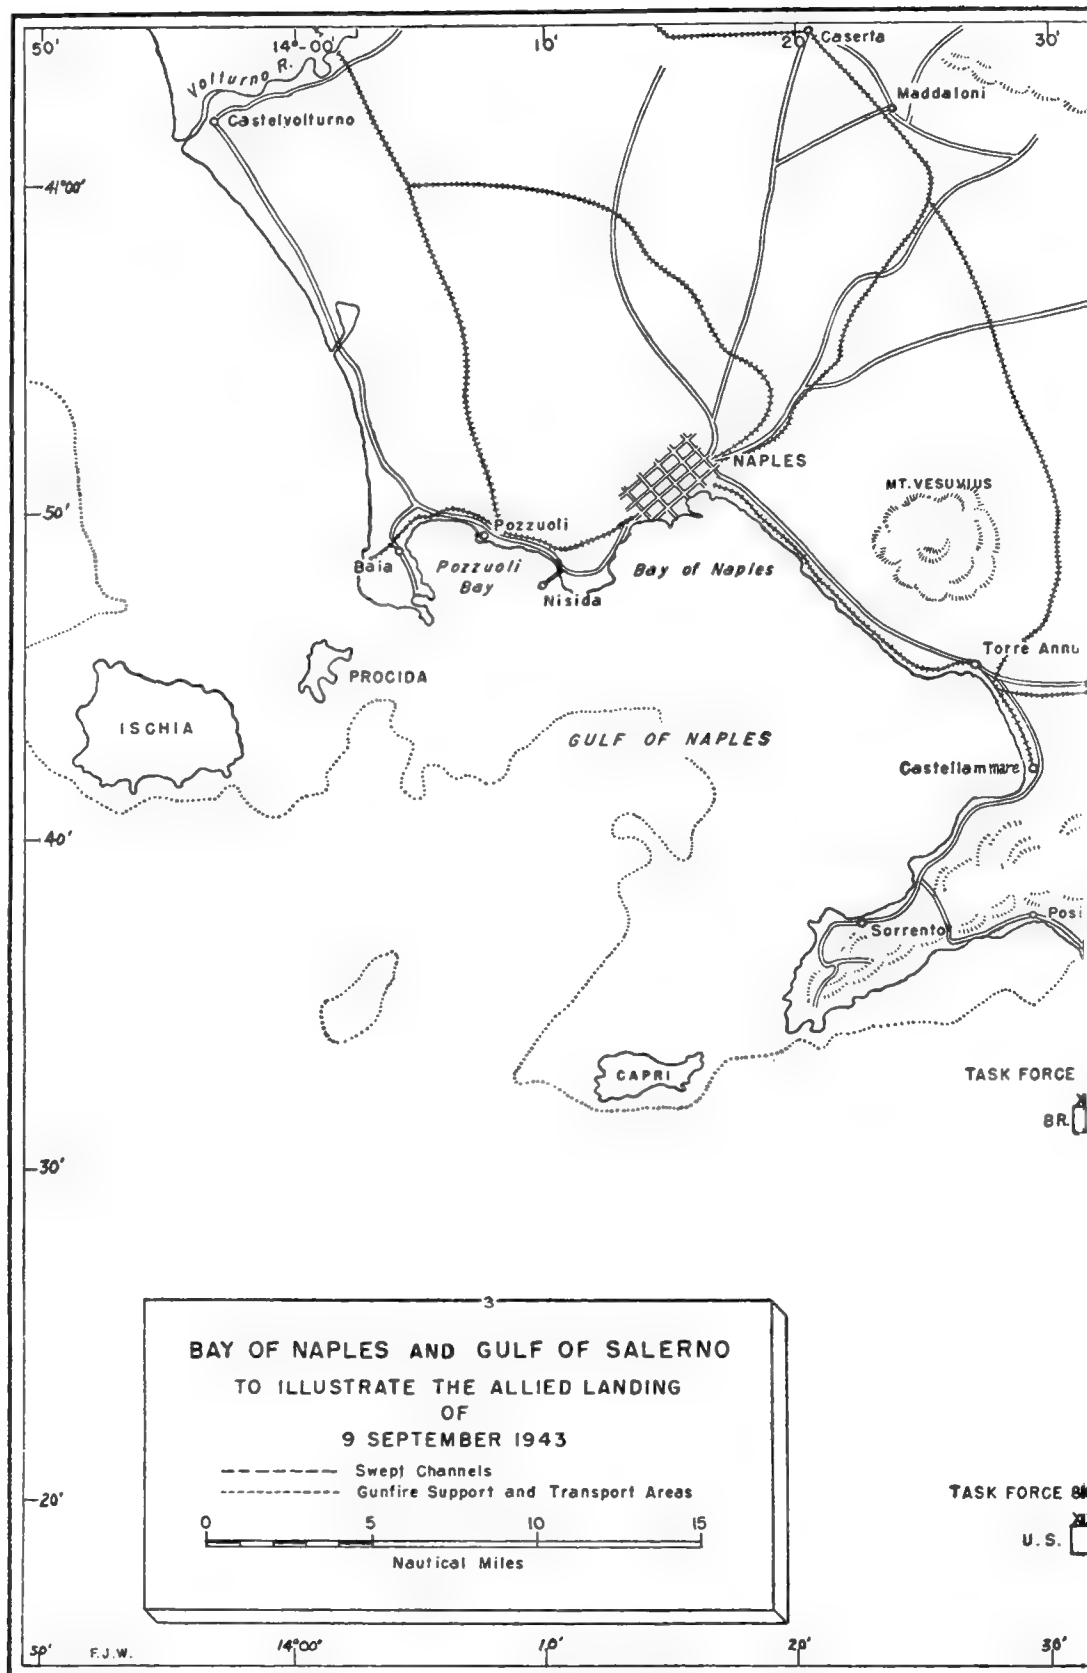 50'
14°-00'
10'
20'
30'
Caserta
Volturno R.
Maddaloni
Castelvolturno
41°00'
NAPLES
MT. VESUVIUS
50'
Pozzuoli
Baia
Pozzuoli Bay
Bay of Naples
Nisida
Torre Annu
PROCIDA
ISCHIA
GULF OF NAPLES
Castellammare
40'
Sorrento
Posi
CAPRI
TASK FORCE
BR.
30'
3
BAY OF NAPLES AND GULF OF SALERNO
TO ILLUSTRATE THE ALLIED LANDING
OF
9 SEPTEMBER 1943
Swept Channels
Gunfire Support and Transport Areas
20'
TASK FORCE 8
0 5 10 15
U.S.
Nautical Miles
50'
F.J.W.
14°00'
10'
20'
30'